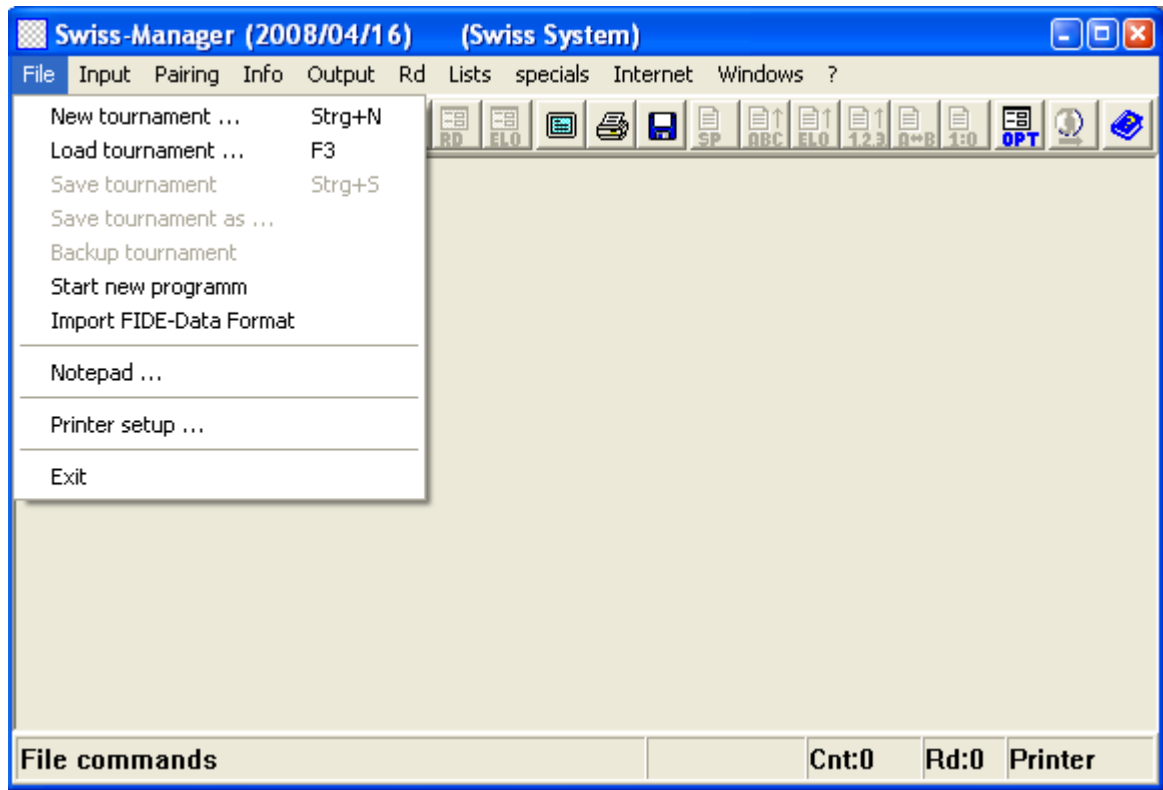 Swiss-Manager (2008/04/16) (Swiss System)
File Input Pairing Info Output Rd Lists specials Internet Windows ?
RD ELO SP ABC ELO 1.2.3 A↔B 1:0 OPT
New tournament ... Strg+N
Load tournament ... F3
Save tournament Strg+S
Save tournament as ...
Backup tournament
Start new programm
Import FIDE-Data Format
Notepad ...
Printer setup ...
Exit
File commands Cnt:0 Rd:0 Printer